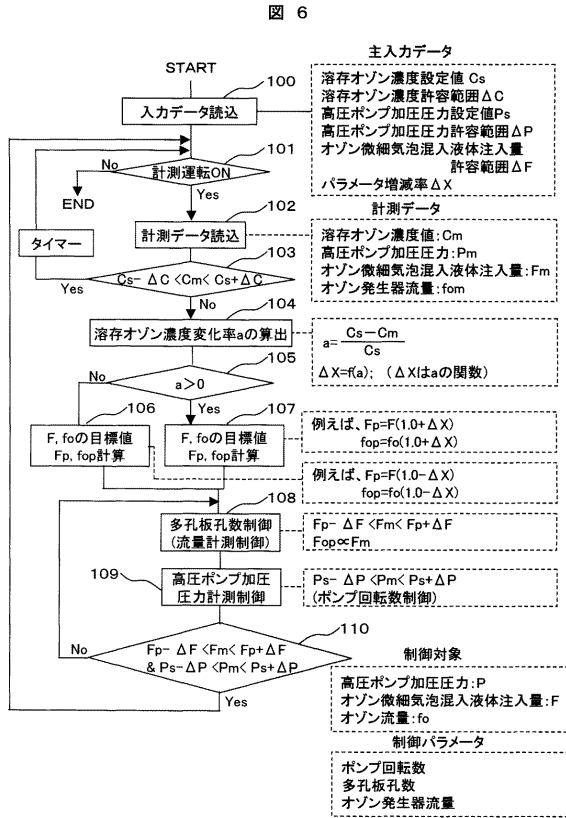 図 6
主入力データ
START
100
入力データ読込
溶存オゾン濃度設定値 Cs
溶存オゾン濃度許容範囲ΔC
高圧ポンプ加圧圧力設定値Ps
高圧ポンプ加圧圧力許容範囲ΔP
オゾン微細気泡混入液体注入量
許容範囲ΔF
パラメータ増減率ΔX
101
No
計測運転ON
END
Yes
102
計測データ
タイマー
計測データ読込
溶存オゾン濃度値:Cm
高圧ポンプ加圧圧力:Pm
オゾン微細気泡混入液体注入量:Fm
オゾン発生器流量:fom
103
Cs−ΔC<Cm<Cs+ΔC
Yes
No
104
溶存オゾン濃度変化率aの算出
a=(Cs−Cm)/Cs
ΔX=f(a); (ΔXはaの関数)
105
No
a>0
106
Yes
107
F, foの目標値
Fp, fop計算
F, foの目標値
Fp, fop計算
例えば、Fp=F(1.0+ΔX)
fop=fo(1.0+ΔX)
例えば、Fp=F(1.0−ΔX)
fop=fo(1.0−ΔX)
108
多孔板孔数制御
(流量計測制御)
Fp−ΔF<Fm<Fp+ΔF
Fop∝Fm
109
高圧ポンプ加圧
圧力計測制御
Ps−ΔP<Pm<Ps+ΔP
(ポンプ回転数制御)
110
No
Fp−ΔF<Fm<Fp+ΔF
& Ps−ΔP<Pm<Ps+ΔP
Yes
制御対象
高圧ポンプ加圧圧力:P
オゾン微細気泡混入液体注入量:F
オゾン流量:fo
制御パラメータ
ポンプ回転数
多孔板孔数
オゾン発生器流量